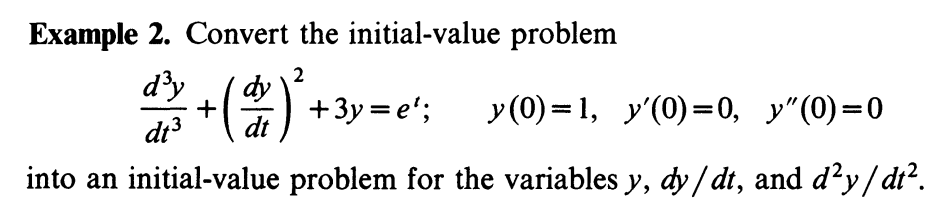 Example 2. Convert the initial-value problem
d³y/dt³ + (dy/dt)² + 3y = eᵗ; y(0) = 1, y′(0) = 0, y″(0) = 0
into an initial-value problem for the variables y, dy/dt, and d²y/dt².